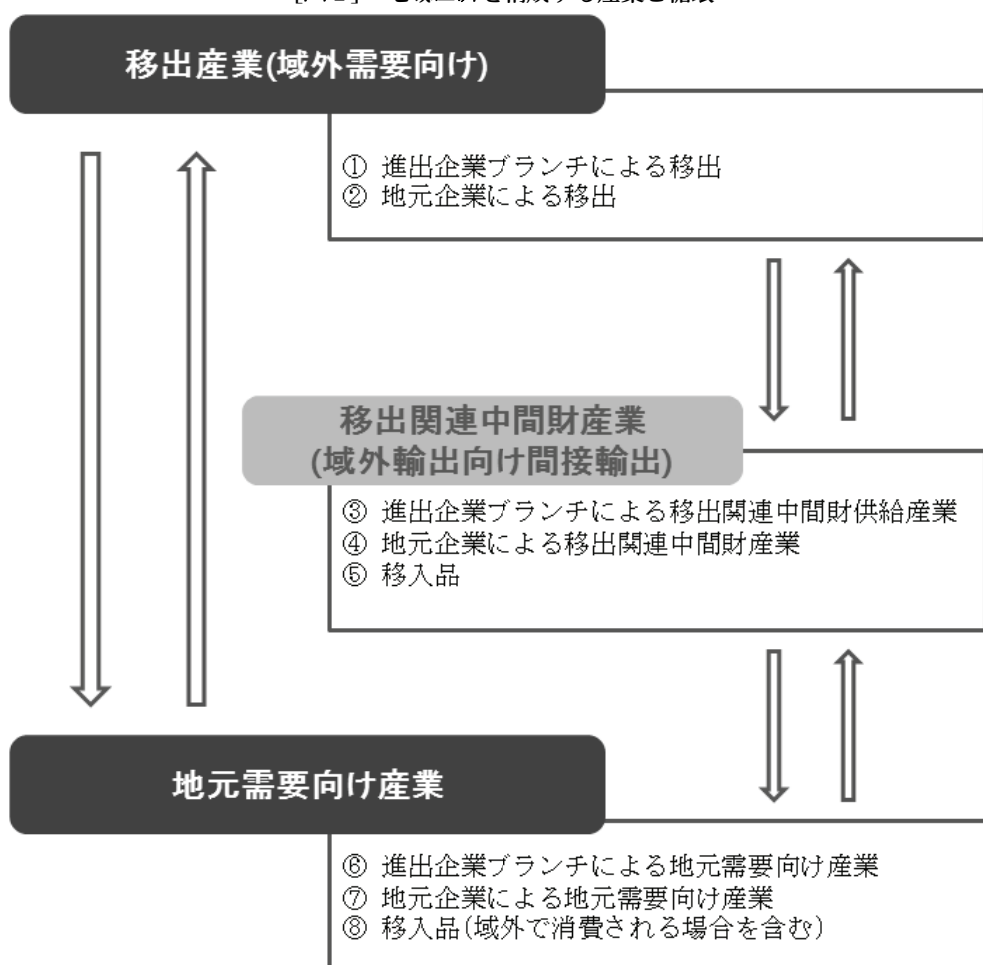 移出産業(域外需要向け)
① 進出企業ブランチによる移出
② 地元企業による移出
移出関連中間財産業
(域外輸出向け間接輸出)
③ 進出企業ブランチによる移出関連中間財供給産業
④ 地元企業による移出関連中間財産業
⑤ 移入品
地元需要向け産業
⑥ 進出企業ブランチによる地元需要向け産業
⑦ 地元企業による地元需要向け産業
⑧ 移入品(域外で消費される場合を含む)